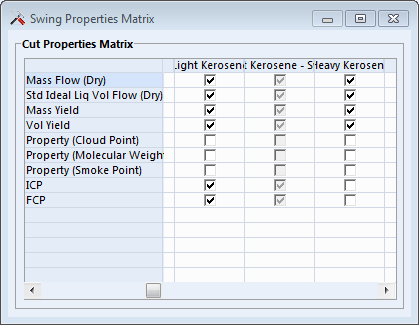 Swing Properties Matrix
Cut Properties Matrix
Light Kerosene t Kerosene - S Heavy Kerosen
Mass Flow (Dry)
Std Ideal Liq Vol Flow (Dry)
Mass Yield
Vol Yield
Property (Cloud Point)
Property (Molecular Weight
Property (Smoke Point)
ICP
FCP